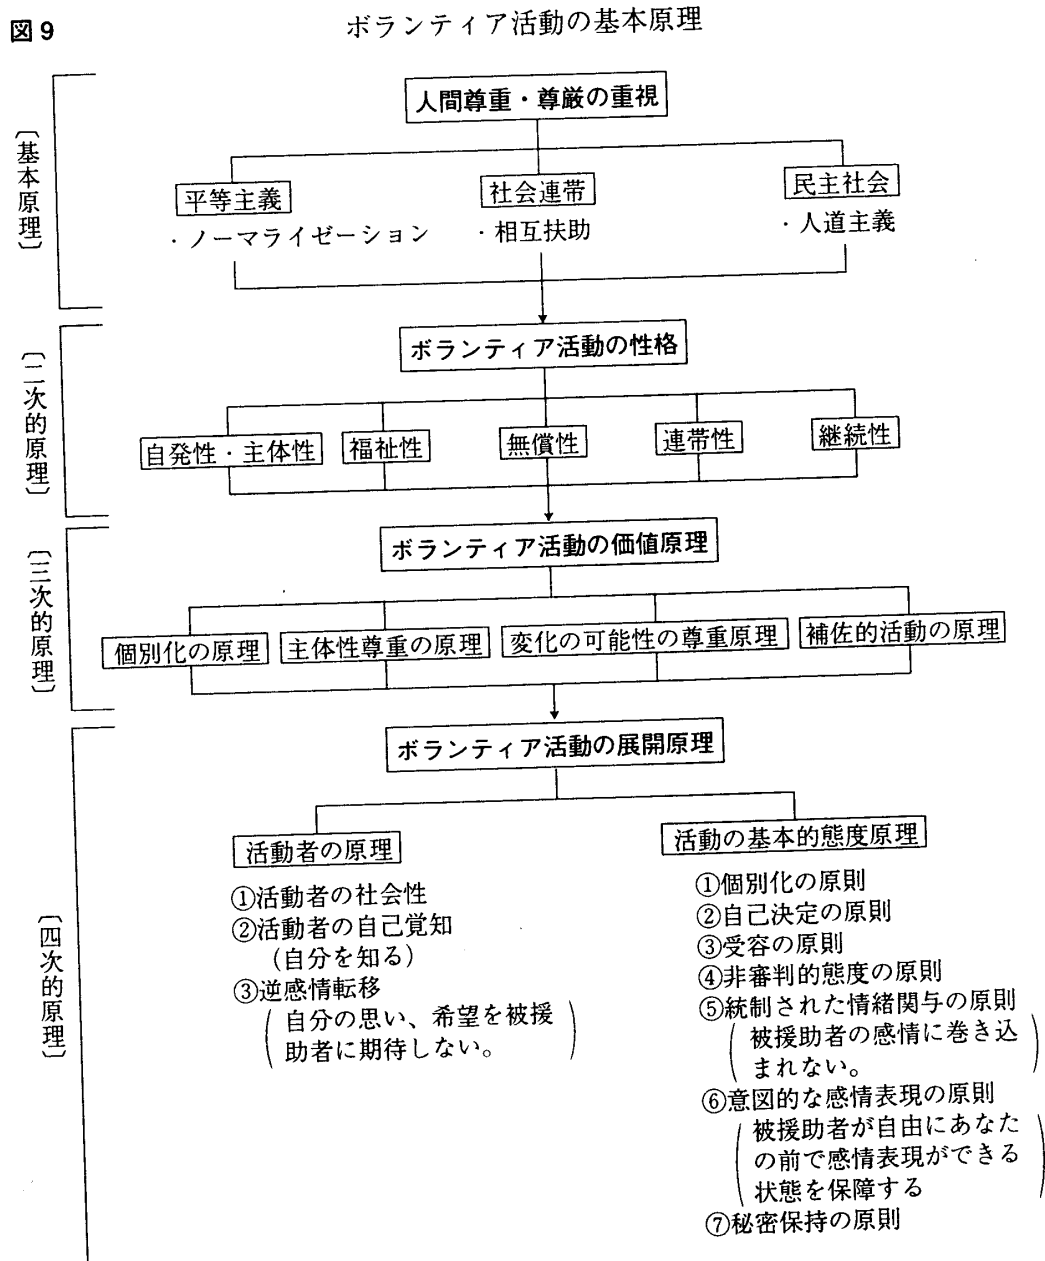 図9
ボランティア活動の基本原理
〔基本原理〕
人間尊重・尊厳の重視
平等主義
社会連帯
民主社会
・ノーマライゼーション
・相互扶助
・人道主義
〔二次的原理〕
ボランティア活動の性格
自発性・主体性
福祉性
無償性
連帯性
継続性
〔三次的原理〕
ボランティア活動の価値原理
個別化の原理
主体性尊重の原理
変化の可能性の尊重原理
補佐的活動の原理
〔四次的原理〕
ボランティア活動の展開原理
活動者の原理
①活動者の社会性
②活動者の自己覚知
（自分を知る）
③逆感情転移
（自分の思い、希望を被援
助者に期待しない。）
活動の基本的態度原理
①個別化の原則
②自己決定の原則
③受容の原則
④非審判的態度の原則
⑤統制された情緒関与の原則
（被援助者の感情に巻き込
まれない。）
⑥意図的な感情表現の原則
（被援助者が自由にあなた
の前で感情表現ができる
状態を保障する）
⑦秘密保持の原則